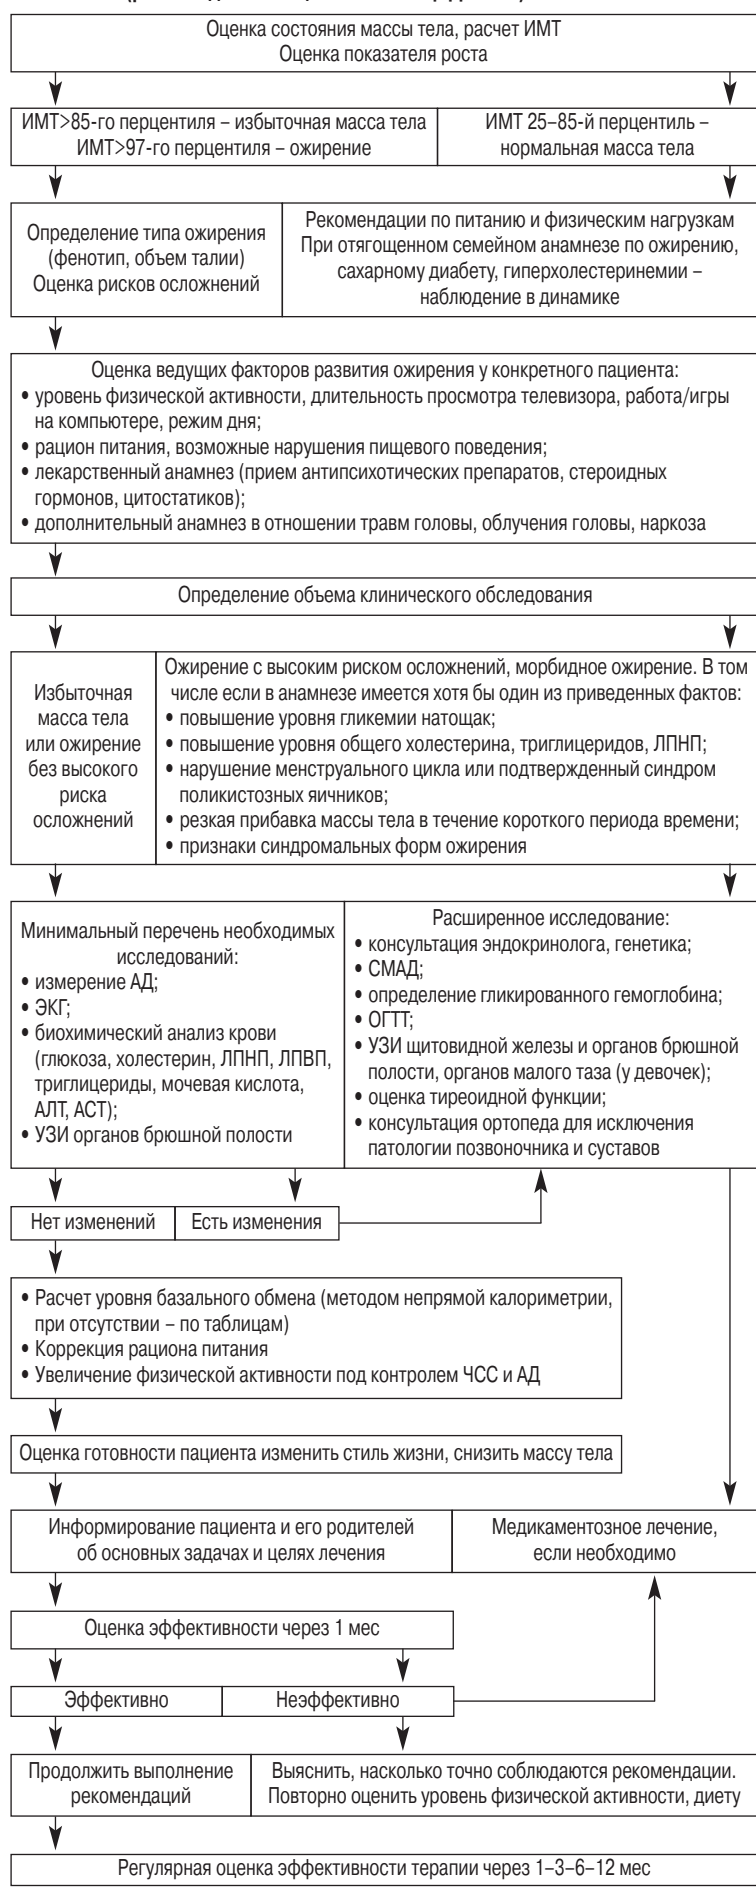 Оценка состояния массы тела, расчет ИМТ
Оценка показателя роста
ИМТ>85-го перцентиля – избыточная масса тела
ИМТ>97-го перцентиля – ожирение
ИМТ 25–85-й перцентиль –
нормальная масса тела
Определение типа ожирения
(фенотип, объем талии)
Оценка рисков осложнений
Рекомендации по питанию и физическим нагрузкам
При отягощенном семейном анамнезе по ожирению,
сахарному диабету, гиперхолестеринемии –
наблюдение в динамике
Оценка ведущих факторов развития ожирения у конкретного пациента:
• уровень физической активности, длительность просмотра телевизора, работа/игры
на компьютере, режим дня;
• рацион питания, возможные нарушения пищевого поведения;
• лекарственный анамнез (прием антипсихотических препаратов, стероидных
гормонов, цитостатиков);
• дополнительный анамнез в отношении травм головы, облучения головы, наркоза
Определение объема клинического обследования
Избыточная
масса тела
или ожирение
без высокого
риска
осложнений
Ожирение с высоким риском осложнений, морбидное ожирение. В том
числе если в анамнезе имеется хотя бы один из приведенных фактов:
• повышение уровня гликемии натощак;
• повышение уровня общего холестерина, триглицеридов, ЛПНП;
• нарушение менструального цикла или подтвержденный синдром
поликистозных яичников;
• резкая прибавка массы тела в течение короткого периода времени;
• признаки синдромальных форм ожирения
Минимальный перечень необходимых
исследований:
• измерение АД;
• ЭКГ;
• биохимический анализ крови
(глюкоза, холестерин, ЛПНП, ЛПВП,
триглицериды, мочевая кислота,
АЛТ, АСТ);
• УЗИ органов брюшной полости
Расширенное исследование:
• консультация эндокринолога, генетика;
• СМАД;
• определение гликированного гемоглобина;
• ОГТТ;
• УЗИ щитовидной железы и органов брюшной
полости, органов малого таза (у девочек);
• оценка тиреоидной функции;
• консультация ортопеда для исключения
патологии позвоночника и суставов
Нет изменений
Есть изменения
• Расчет уровня базального обмена (методом непрямой калориметрии,
при отсутствии – по таблицам)
• Коррекция рациона питания
• Увеличение физической активности под контролем ЧСС и АД
Оценка готовности пациента изменить стиль жизни, снизить массу тела
Информирование пациента и его родителей
об основных задачах и целях лечения
Медикаментозное лечение,
если необходимо
Оценка эффективности через 1 мес
Эффективно
Неэффективно
Продолжить выполнение
рекомендаций
Выяснить, насколько точно соблюдаются рекомендации.
Повторно оценить уровень физической активности, диету
Регулярная оценка эффективности терапии через 1–3–6–12 мес